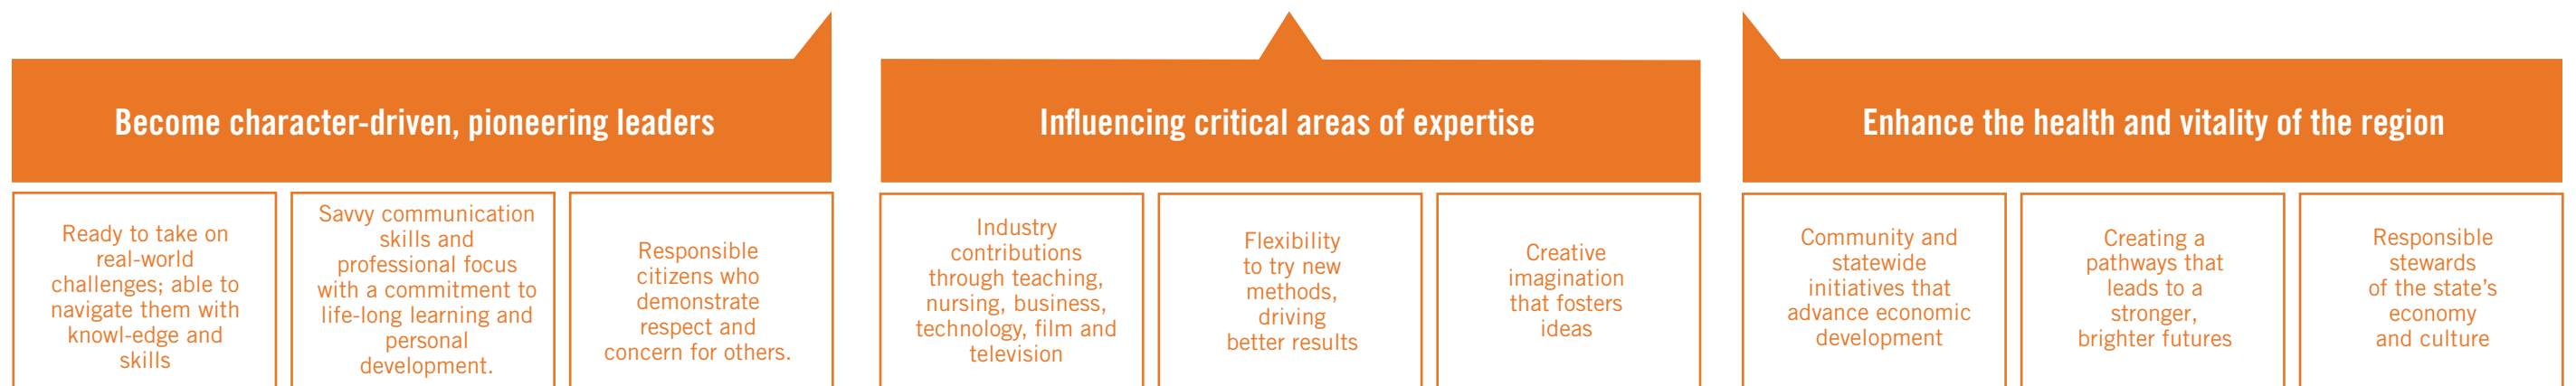 Become character-driven, pioneering leaders
Ready to take on
real-world
challenges; able to
navigate them with
knowl-edge and
skills
Savvy communication
skills and
professional focus
with a commitment to
life-long learning and
personal
development.
Responsible
citizens who
demonstrate
respect and
concern for others.
Influencing critical areas of expertise
Industry
contributions
through teaching,
nursing, business,
technology, film and
television
Flexibility
to try new
methods,
driving
better results
Creative
imagination
that fosters
ideas
Enhance the health and vitality of the region
Community and
statewide
initiatives that
advance economic
development
Creating a
pathways that
leads to a
stronger,
brighter futures
Responsible
stewards
of the state’s
economy
and culture